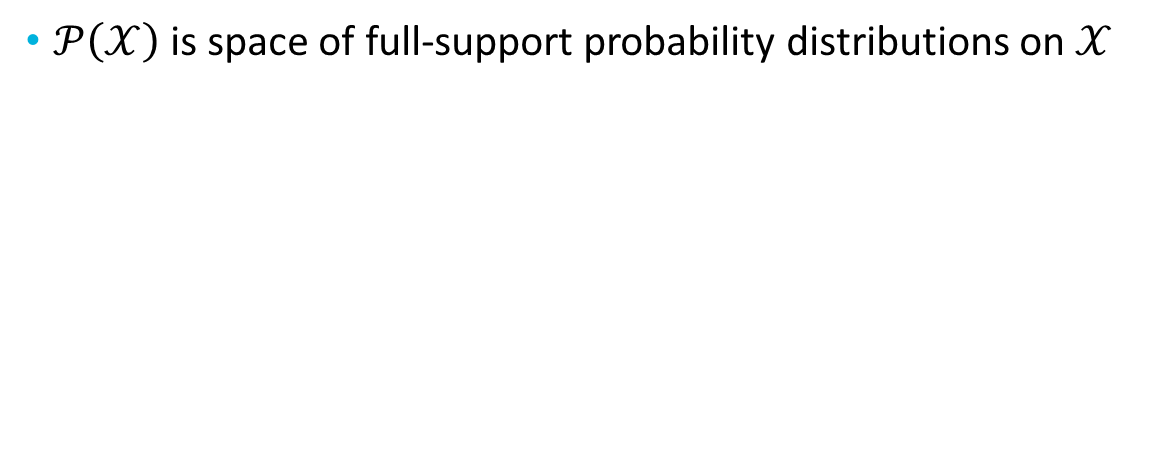 • 𝒫(𝒳) is space of full-support probability distributions on 𝒳